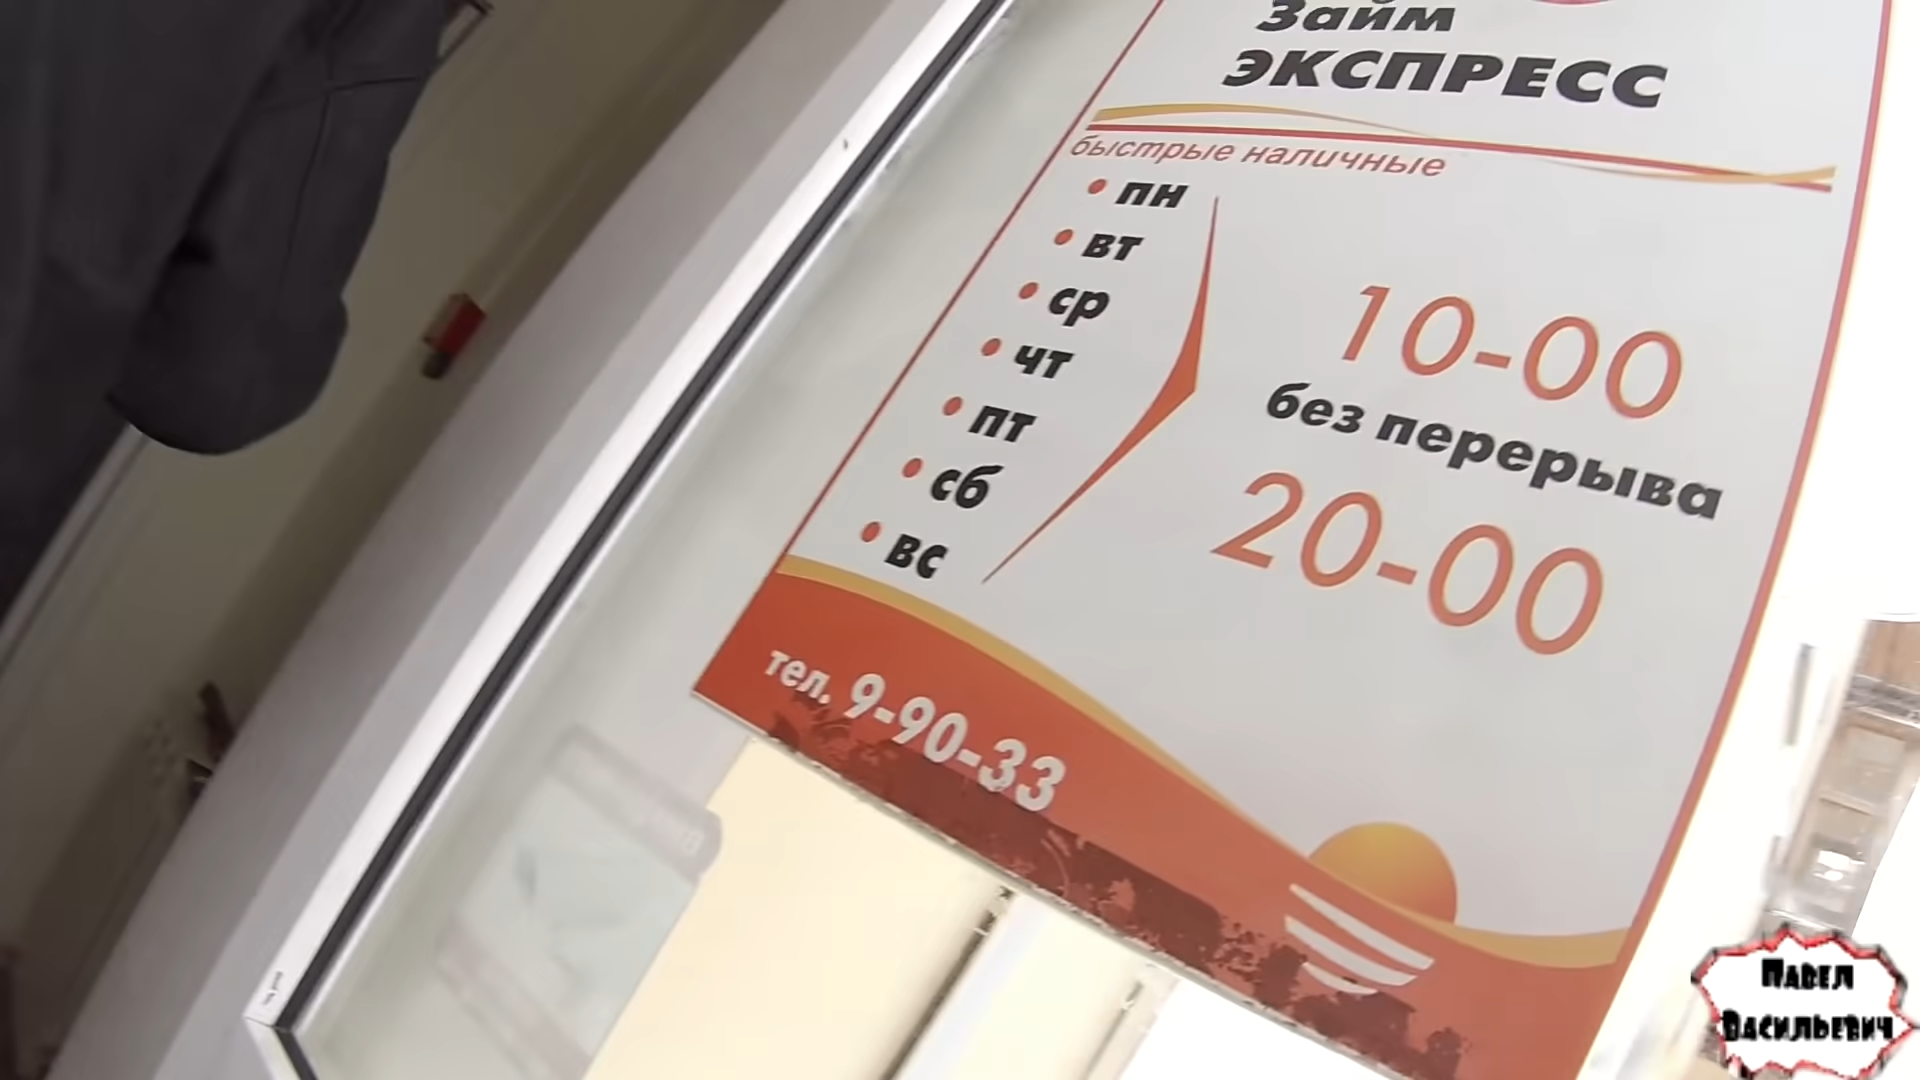 Займ
ЭКСПРЕСС
быстрые наличные
• пн
• вт
• ср
• чт
• пт
• сб
• вс
10-00
без перерыва
20-00
тел. 9-90-33
Павел
Васильевич